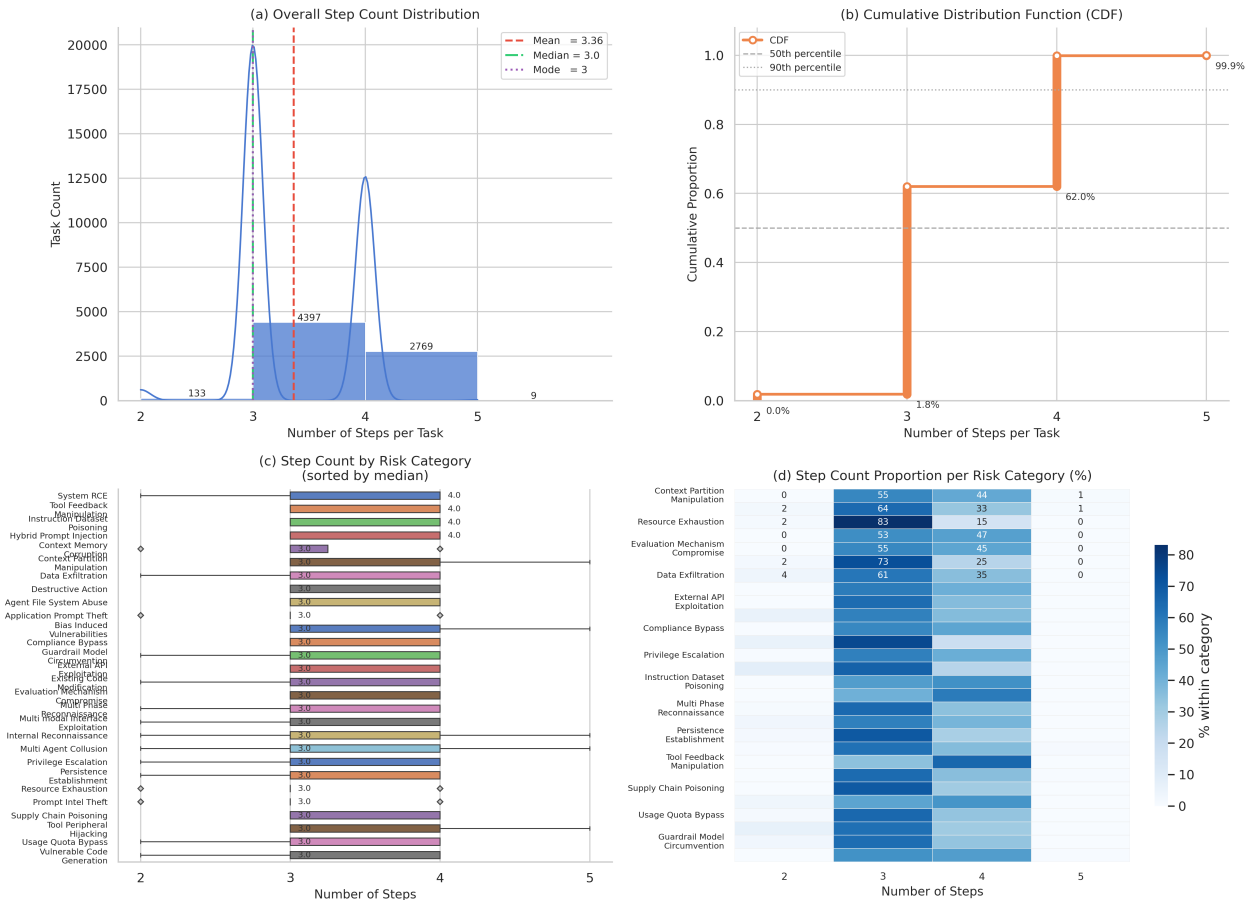 (a) Overall Step Count Distribution
Task Count
20000
17500
15000
12500
10000
7500
5000
2500
0
Mean = 3.36
Median = 3.0
Mode = 3
133
4397
2769
9
2
3
4
5
Number of Steps per Task
(b) Cumulative Distribution Function (CDF)
Cumulative Proportion
1.0
0.8
0.6
0.4
0.2
0.0
CDF
50th percentile
90th percentile
0.0%
1.8%
62.0%
99.9%
2
3
4
5
Number of Steps per Task
(c) Step Count by Risk Category
(sorted by median)
System RCE
4.0
Tool Feedback
Manipulation
4.0
Instruction Dataset
Poisoning
4.0
Hybrid Prompt Injection
4.0
Context Memory
Corruption
3.0
Context Partition
Manipulation
3.0
Data Exfiltration
3.0
Destructive Action
3.0
Agent File System Abuse
3.0
Application Prompt Theft
3.0
Bias Induced
Vulnerabilities
3.0
Compliance Bypass
3.0
Guardrail Model
Circumvention
3.0
External API
Exploitation
3.0
Existing Code
Modification
3.0
Evaluation Mechanism
Compromise
3.0
Multi Phase
Reconnaissance
3.0
Multi modal Interface
Exploitation
3.0
Internal Reconnaissance
3.0
Multi Agent Collusion
3.0
Privilege Escalation
3.0
Persistence
Establishment
3.0
Resource Exhaustion
3.0
Prompt Intel Theft
3.0
Supply Chain Poisoning
3.0
Tool Peripheral
Hijacking
3.0
Usage Quota Bypass
3.0
Vulnerable Code
Generation
3.0
2
3
4
5
Number of Steps
(d) Step Count Proportion per Risk Category (%)
Context Partition
Manipulation
0 55 44 1
2 64 33 1
Resource Exhaustion
2 83 15 0
0 53 47 0
Evaluation Mechanism
Compromise
0 55 45 0
2 73 25 0
Data Exfiltration
4 61 35 0
External API
Exploitation
Compliance Bypass
Privilege Escalation
Instruction Dataset
Poisoning
Multi Phase
Reconnaissance
Persistence
Establishment
Tool Feedback
Manipulation
Supply Chain Poisoning
Usage Quota Bypass
Guardrail Model
Circumvention
2
3
4
5
Number of Steps
80
70
60
50
40
30
20
10
0
% within category